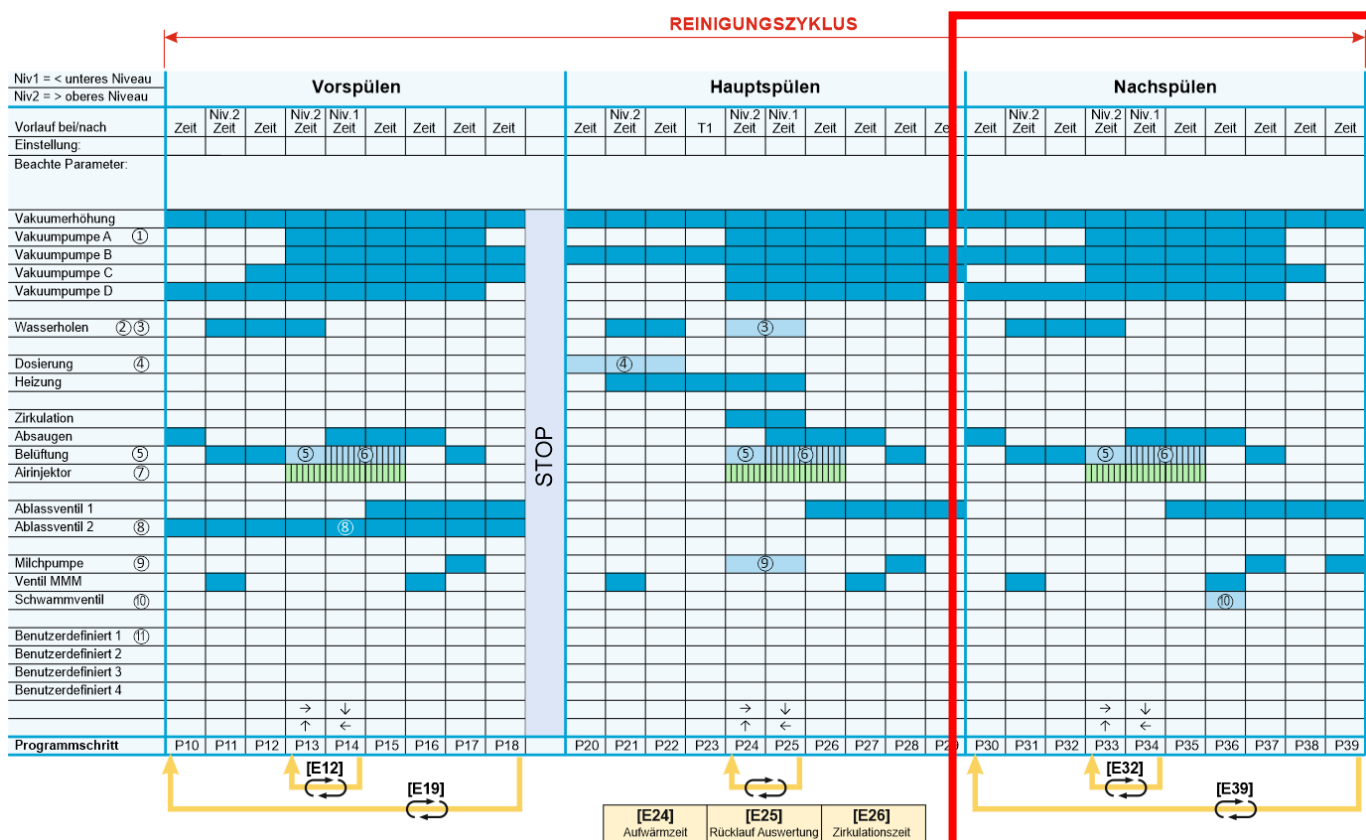 REINIGUNGSZYKLUS
Niv1 = < unteres Niveau
Niv2 = > oberes Niveau
Vorspülen Hauptspülen Nachspülen
Niv.2 Niv.2 Niv.1 Niv.2 Niv.2 Niv.1 Niv.2 Niv.2 Niv.1
Vorlauf bei/nach Zeit Zeit Zeit Zeit Zeit Zeit Zeit Zeit Zeit Zeit Zeit Zeit T1 Zeit Zeit Zeit Zeit Zeit Zeit Zeit Zeit Zeit Zeit Zeit Zeit Zeit Zeit Zeit
Einstellung:
Beachte Parameter:
Vakuumerhöhung
Vakuumpumpe A ①
Vakuumpumpe B
Vakuumpumpe C
Vakuumpumpe D
Wasserholen ②③ ③
Dosierung ④ ④
Heizung
Zirkulation
Absaugen
Belüftung ⑤ ⑤ ⑥ ⑤ ⑥ ⑤ ⑥
Airinjektor ⑦
STOP
Ablassventil 1
Ablassventil 2 ⑧ ⑧
Milchpumpe ⑨ ⑨
Ventil MMM
Schwammventil ⑩ ⑩
Benutzerdefiniert 1 ⑪
Benutzerdefiniert 2
Benutzerdefiniert 3
Benutzerdefiniert 4
→ ↓ → ↓ → ↓
↑ ← ↑ ← ↑ ←
Programmschritt P10 P11 P12 P13 P14 P15 P16 P17 P18 P20 P21 P22 P23 P24 P25 P26 P27 P28 P29 P30 P31 P32 P33 P34 P35 P36 P37 P38 P39
[E12] [E32]
[E19] [E39]
[E24] [E25] [E26]
Aufwärmzeit Rücklauf Auswertung Zirkulationszeit